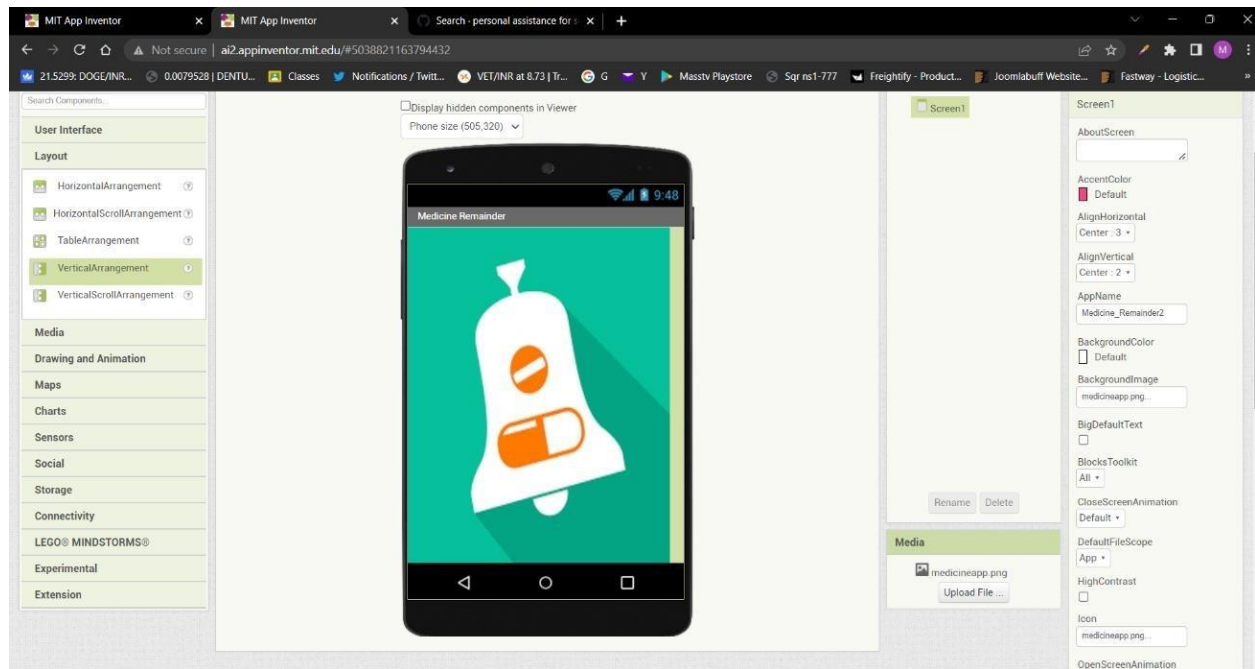 MIT App Inventor
MIT App Inventor
Search · personal assistance for s
Not secure | ai2.appinventor.mit.edu/#5038821163794432
M
21.5299: DOGE/INR...
0.0079528 | DENTU...
Classes
Notifications / Twitt...
VET/INR at 8.73 | Tr...
G
Y
Masstv Playstore
Sqr ns1-777
Freightify - Product...
Joomlabuff Website...
Fastway - Logistic...
»
Search Components...
User Interface
Layout
HorizontalArrangement
HorizontalScrollArrangement
TableArrangement
VerticalArrangement
VerticalScrollArrangement
Media
Drawing and Animation
Maps
Charts
Sensors
Social
Storage
Connectivity
LEGO® MINDSTORMS®
Experimental
Extension
Display hidden components in Viewer
Phone size (505,320)
9:48
Medicine Remainder
Screen1
Rename Delete
Media
medicineapp.png
Upload File ...
Screen1
AboutScreen
AccentColor
Default
AlignHorizontal
Center : 3
AlignVertical
Center : 2
AppName
Medicine_Remainder2
BackgroundColor
Default
BackgroundImage
medicineapp.png...
BigDefaultText
BlocksToolkit
All
CloseScreenAnimation
Default
DefaultFileScope
App
HighContrast
Icon
medicineapp.png...
OpenScreenAnimation